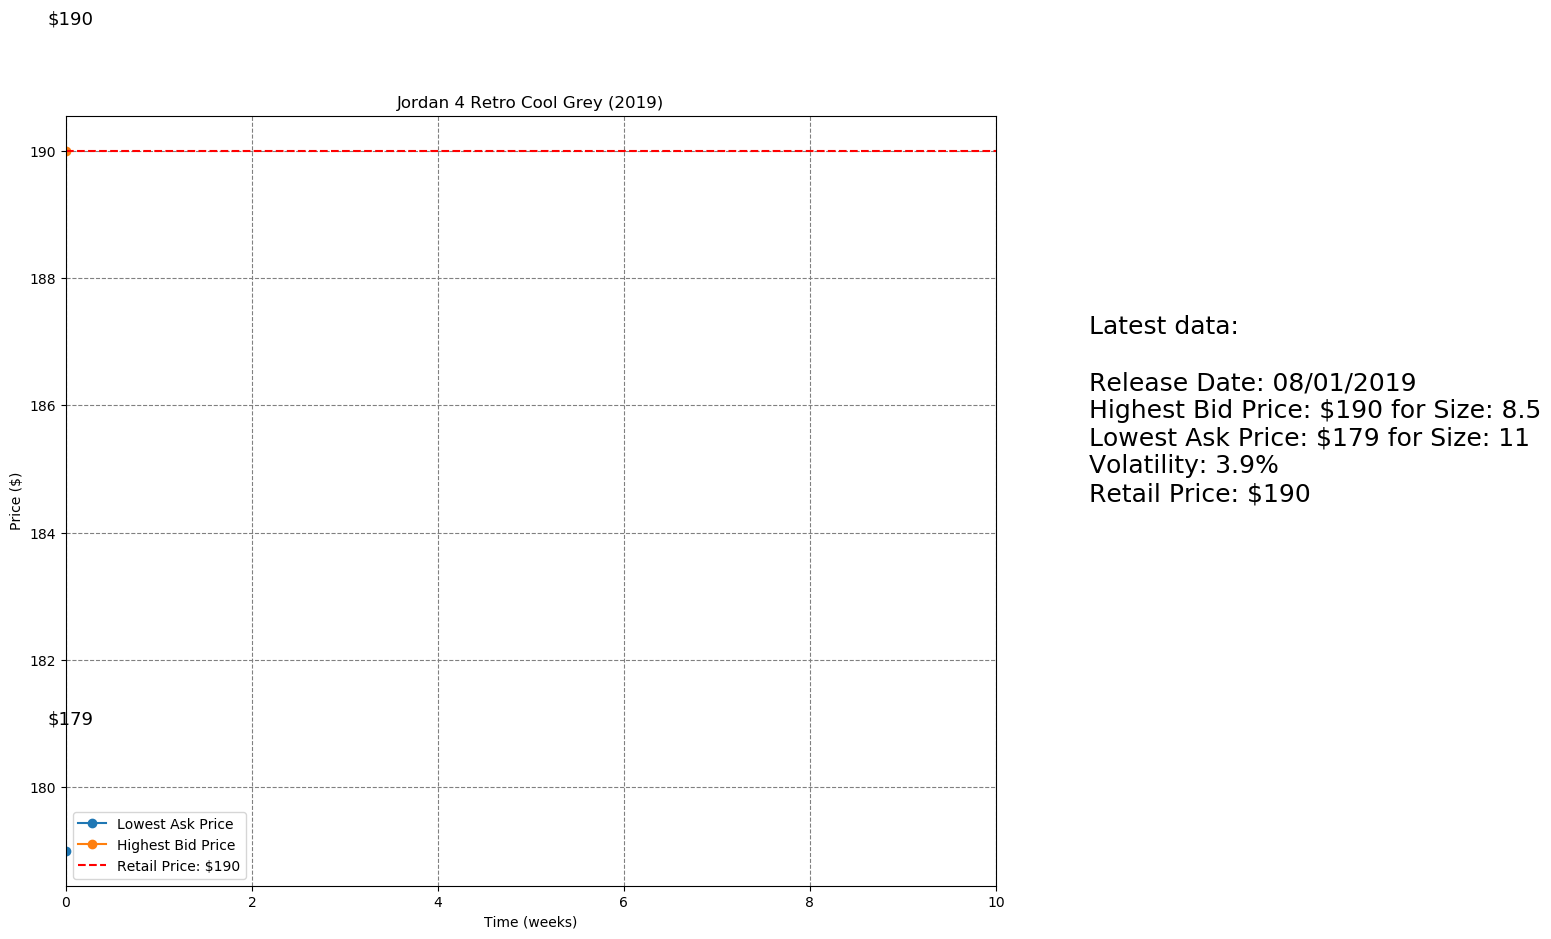 $190
Jordan 4 Retro Cool Grey (2019)
190
188
186
184
182
180
Price ($)
$179
Lowest Ask Price
Highest Bid Price
Retail Price: $190
0 2 4 6 8 10
Time (weeks)
Latest data:
Release Date: 08/01/2019
Highest Bid Price: $190 for Size: 8.5
Lowest Ask Price: $179 for Size: 11
Volatility: 3.9%
Retail Price: $190